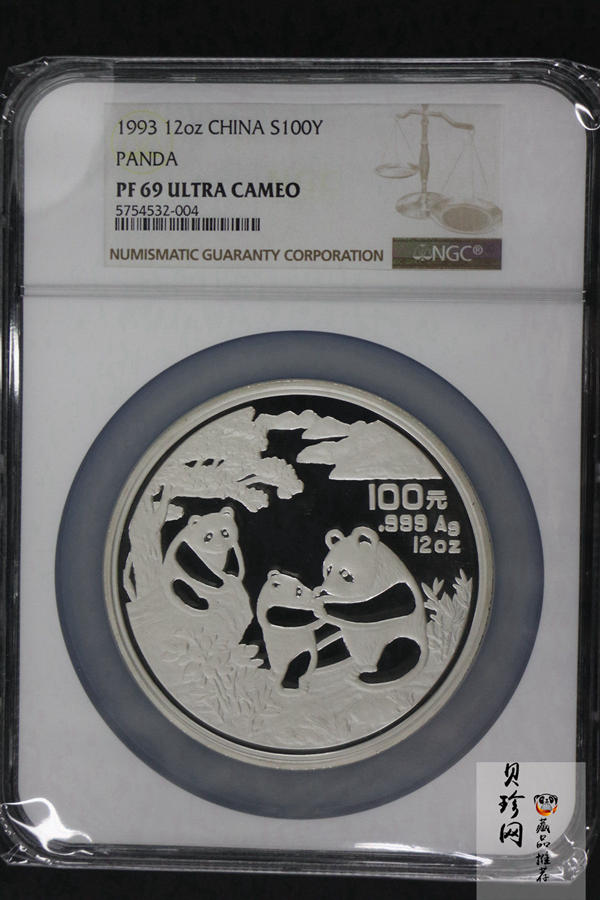 1993 12oz CHINA S100Y
PANDA
PF 69 ULTRA CAMEO
5754532-004
NUMISMATIC GUARANTY CORPORATION
NGC®
100元
.999 Ag
12oz
贝珍网
藏品推荐